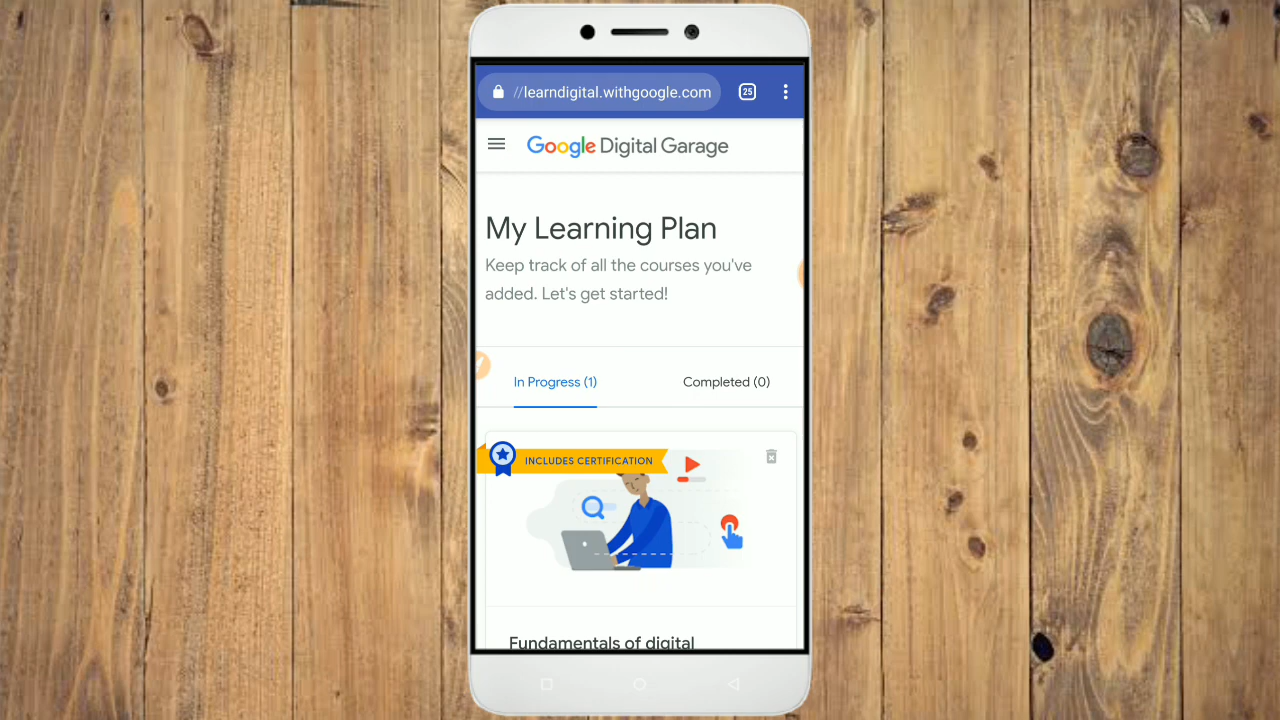 //learndigital.withgoogle.com
25
Google Digital Garage
My Learning Plan
Keep track of all the courses you've
added. Let's get started!
In Progress (1)
Completed (0)
INCLUDES CERTIFICATION
Fundamentals of digital